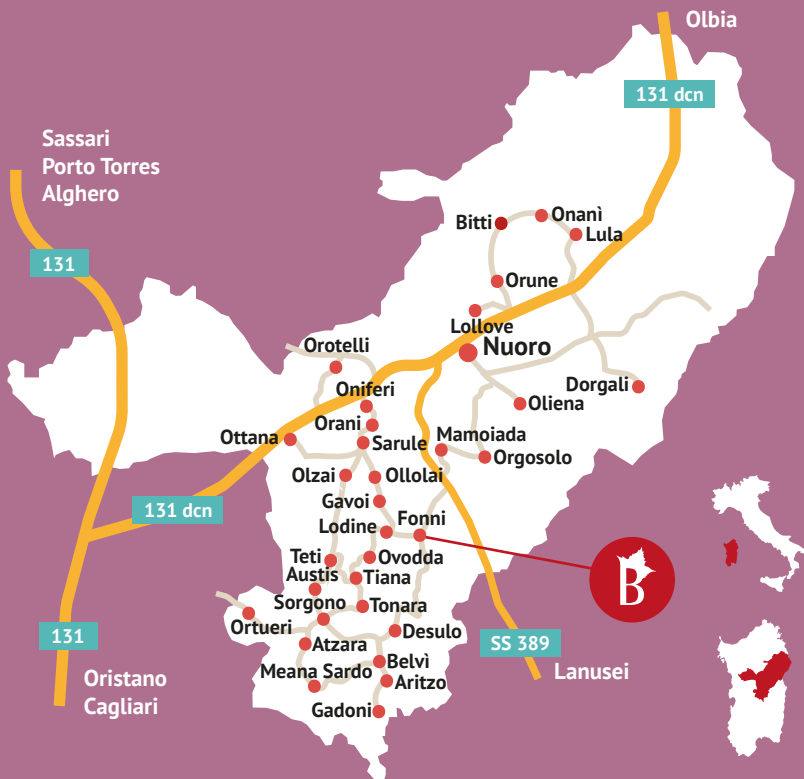 Olbia
131 dcn
Sassari
Porto Torres
Alghero
131
Bitti
Onanì
Lula
Orune
Lollove
Nuoro
Orotelli
Oniferi
Dorgali
Oliena
Orani
Ottana
Sarule
Mamoiada
Orgosolo
Olzai
Ollolai
Gavoi
131 dcn
Lodine
Fonni
Teti
Ovodda
Austis
Tiana
B
Sorgono
Tonara
Ortueri
Desulo
131
SS 389
Atzara
Belvì
Meana Sardo
Aritzo
Lanusei
Oristano
Cagliari
Gadoni